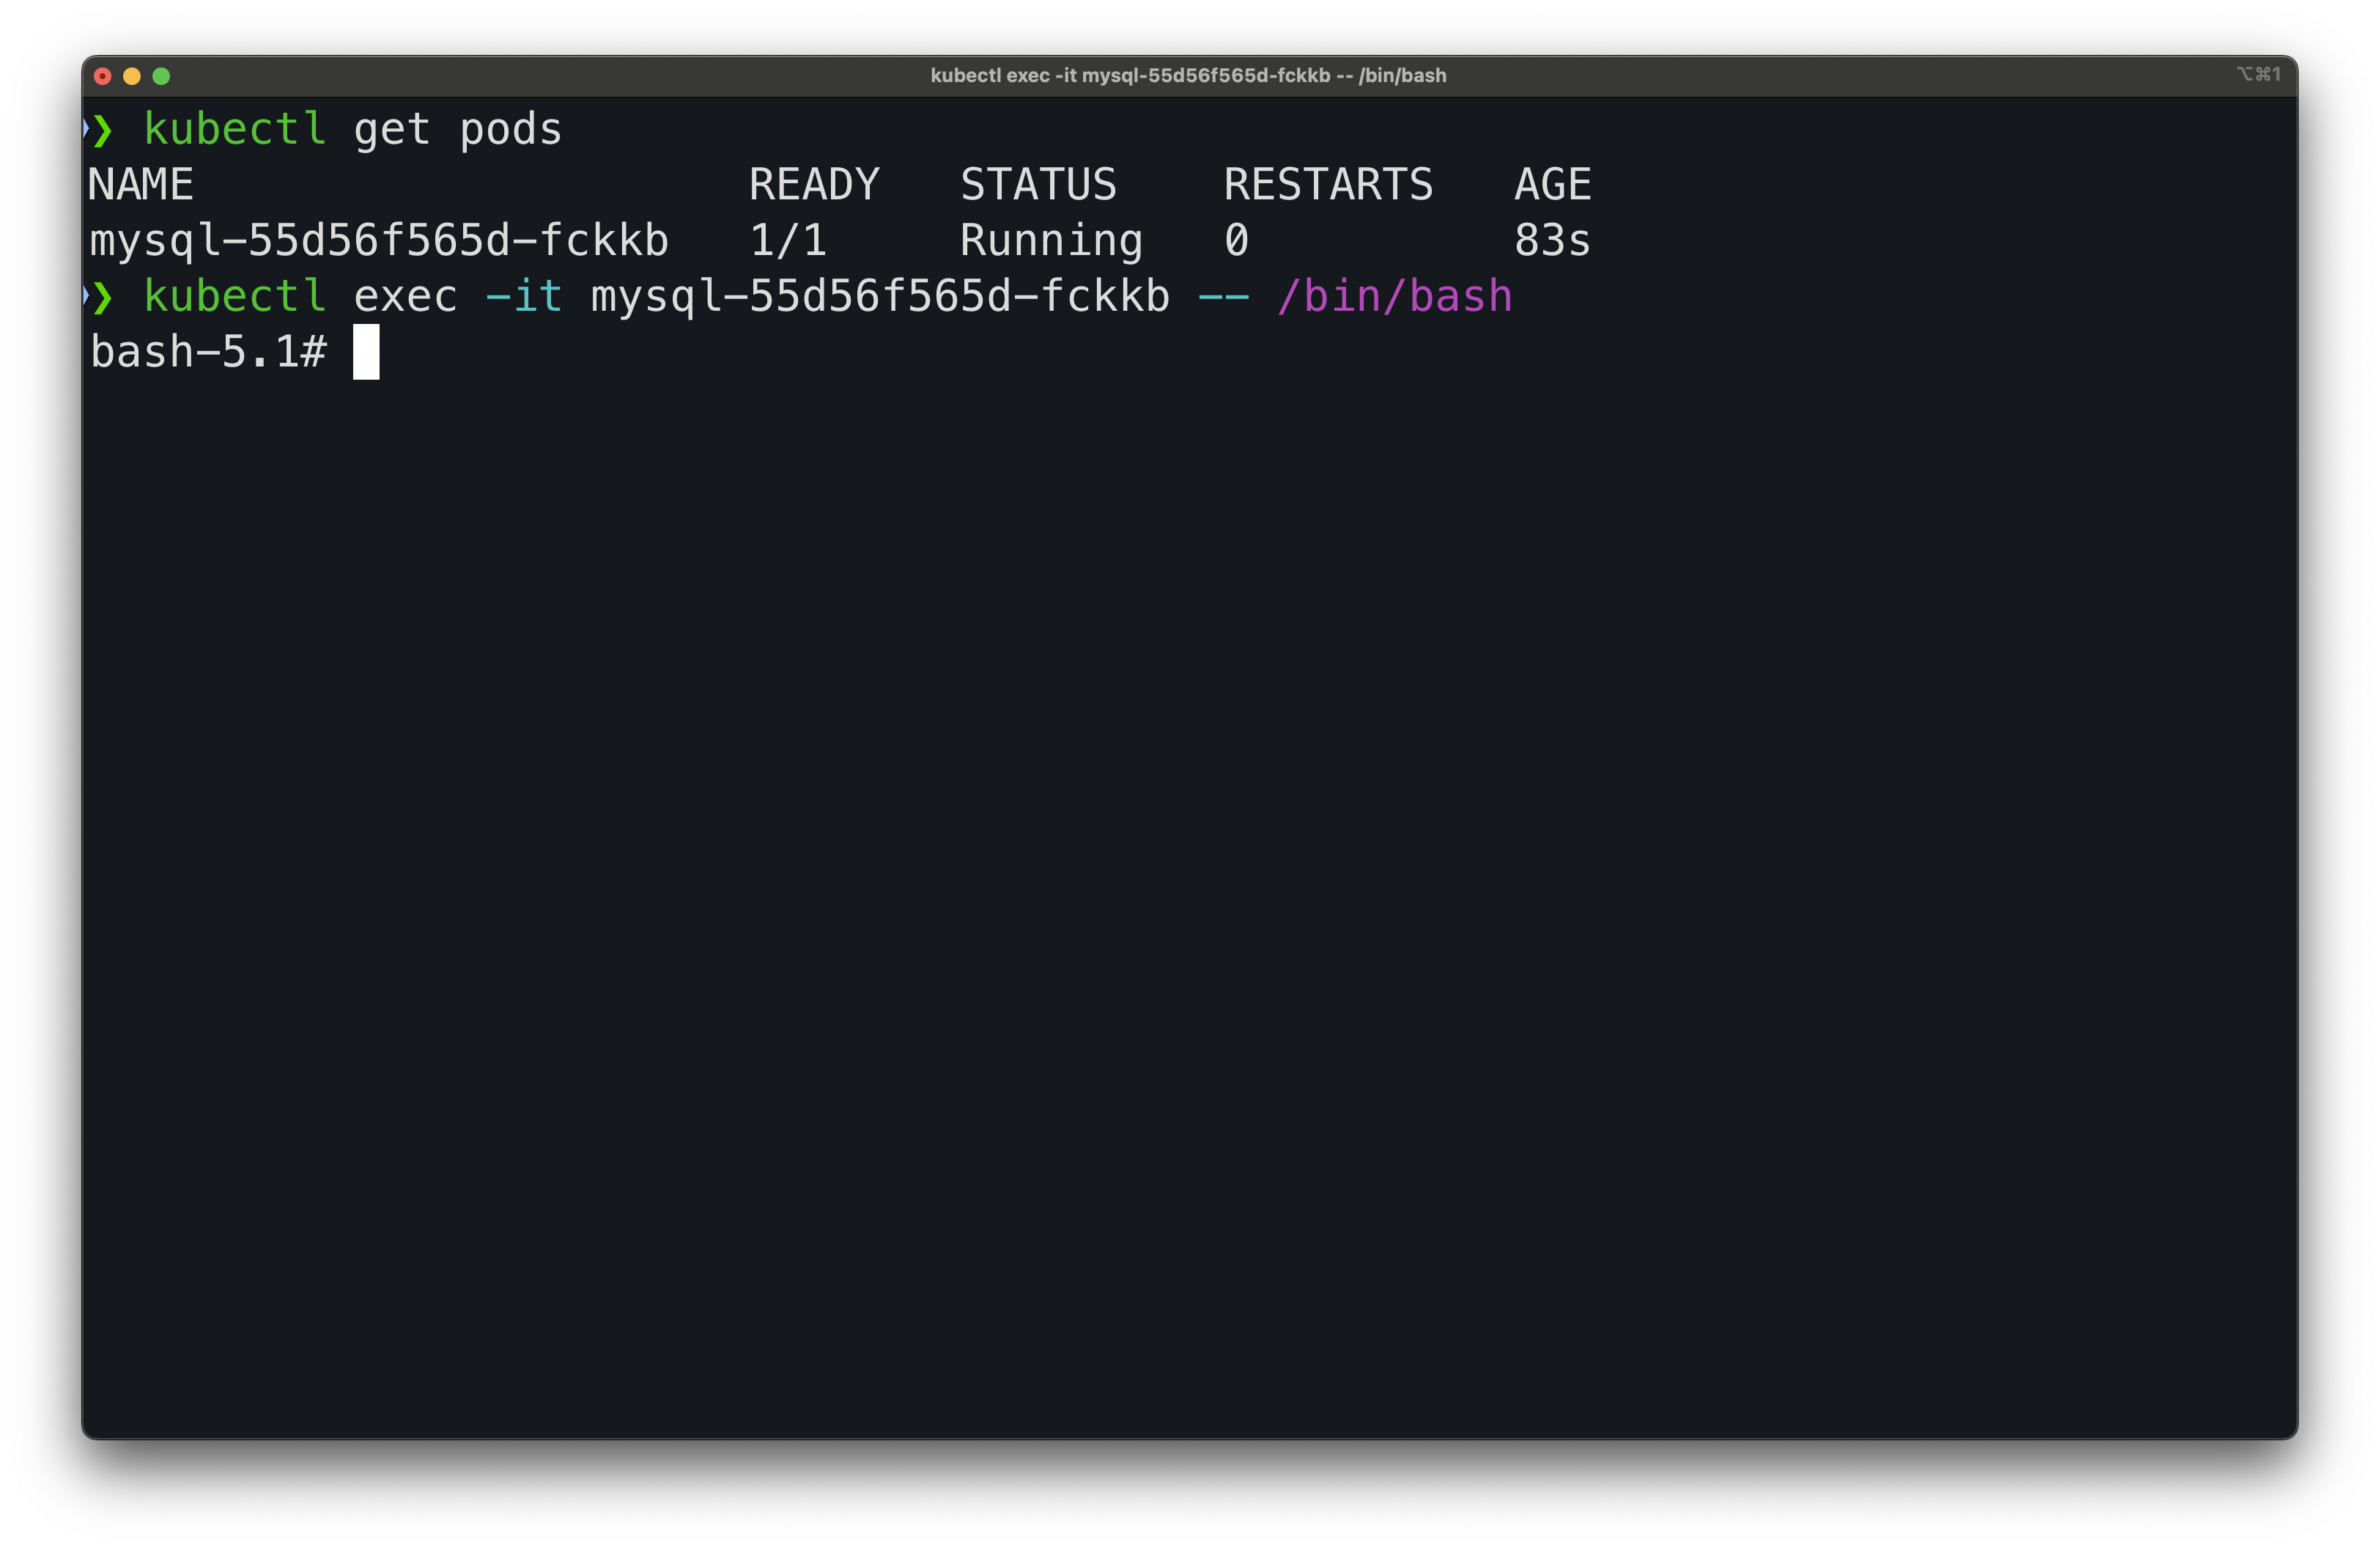 kubectl exec -it mysql-55d56f565d-fckkb -- /bin/bash ⌥⌘1
❯ kubectl get pods
NAME READY STATUS RESTARTS AGE
mysql-55d56f565d-fckkb 1/1 Running 0 83s
❯ kubectl exec -it mysql-55d56f565d-fckkb -- /bin/bash
bash-5.1#